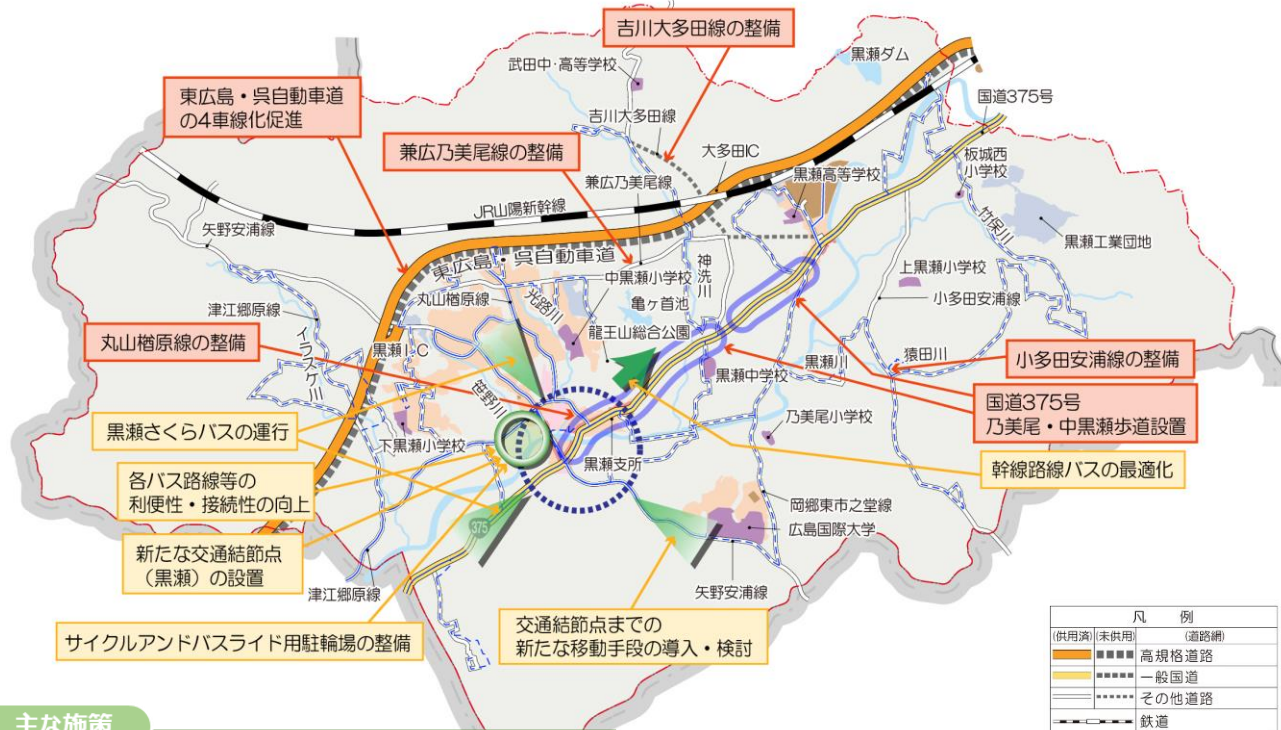 吉川大多田線の整備
武田中・高等学校
黒瀬ダム
東広島・呉自動車道
の4車線化促進
吉川大多田線
国道375号
兼広乃美尾線の整備
大多田IC
板城西
小学校
黒瀬高等学校
兼広乃美尾線
JR山陽新幹線
竹保川
矢野安浦線
黒瀬工業団地
東広島・呉自動車道
中黒瀬小学校
神洗川
上黒瀬小学校
丸山楢原線
光路川
亀ヶ首池
小多田安浦線
津江郷原線
龍王山総合公園
イラスケ川
丸山楢原線の整備
黒瀬I.C
黒瀬川
猿田川
小多田安浦線の整備
黒瀬中学校
笹野川
国道375号
乃美尾・中黒瀬歩道設置
黒瀬さくらバスの運行
下黒瀬小学校
乃美尾小学校
黒瀬支所
幹線路線バスの最適化
各バス路線等の
利便性・接続性の向上
岡郷東市之堂線
375
広島国際大学
新たな交通結節点
（黒瀬）の設置
津江郷原線
矢野安浦線
交通結節点までの
新たな移動手段の導入・検討
サイクルアンドバスライド用駐輪場の整備
凡 例
(供用済) (未供用) (道路網)
高規格道路
一般国道
その他道路
鉄道
主な施策